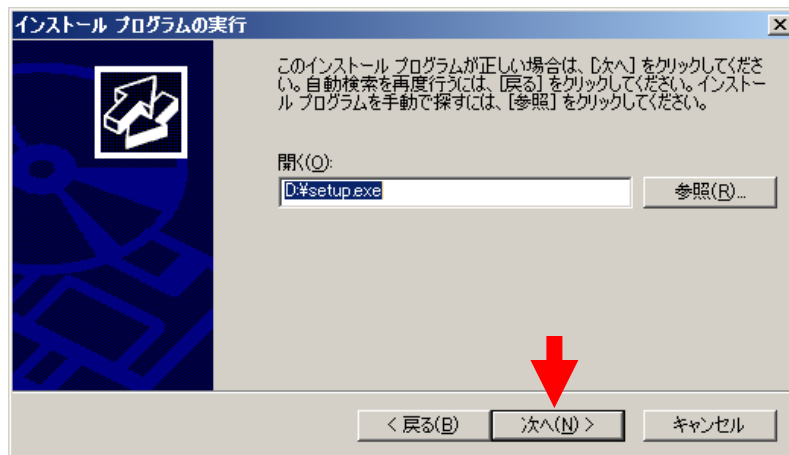 インストール プログラムの実行
このインストール プログラムが正しい場合は、[次へ] をクリックしてくださ
い。自動検索を再度行うには、[戻る] をクリックしてください。インストー
ル プログラムを手動で探すには、[参照] をクリックしてください。
開く(O):
D:¥setup.exe
参照(R)...
< 戻る(B)
次へ(N) >
キャンセル